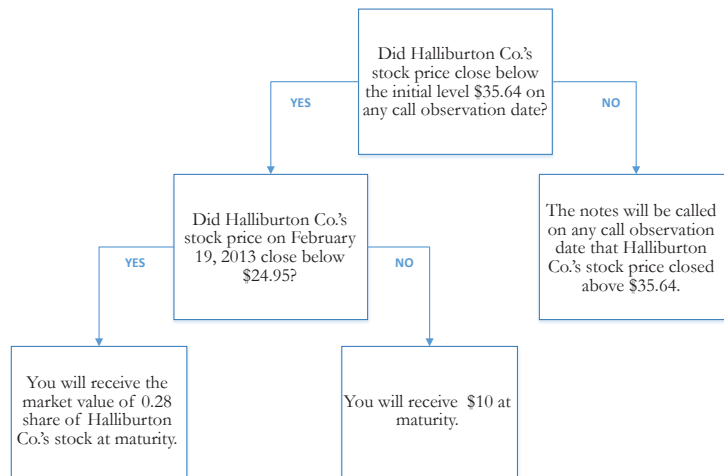 Did Halliburton Co.'s
stock price close below
the initial level $35.64 on
any call observation date?
YES
NO
Did Halliburton Co.'s
stock price on February
19, 2013 close below
$24.95?
The notes will be called
on any call observation
date that Halliburton
Co.'s stock price closed
above $35.64.
YES
NO
You will receive the
market value of 0.28
share of Halliburton
Co.'s stock at maturity.
You will receive $10 at
maturity.